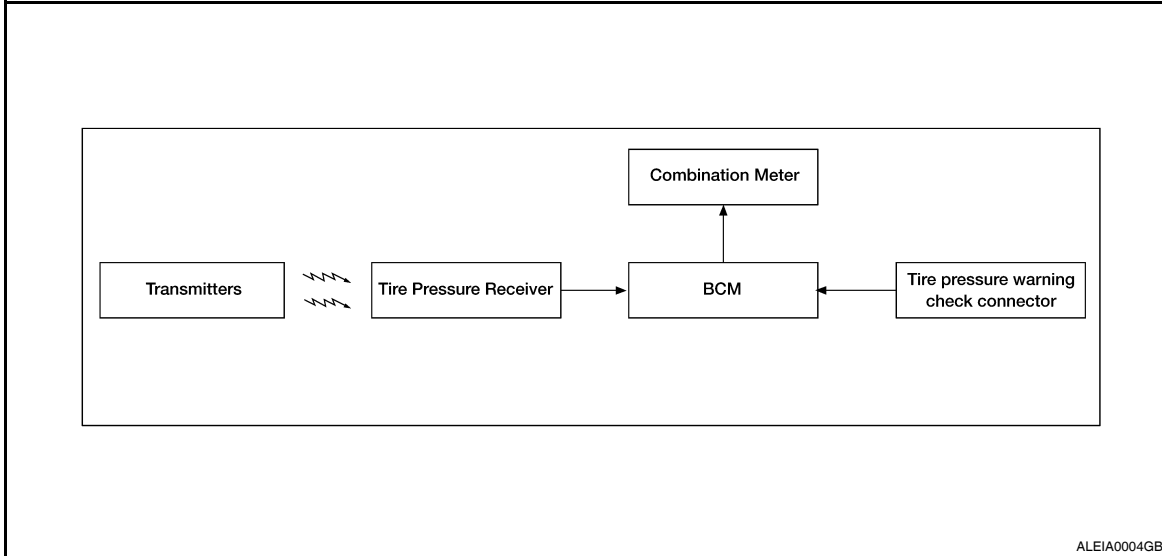 Combination Meter
Transmitters
Tire Pressure Receiver
BCM
Tire pressure warning
check connector
ALEIA0004GB